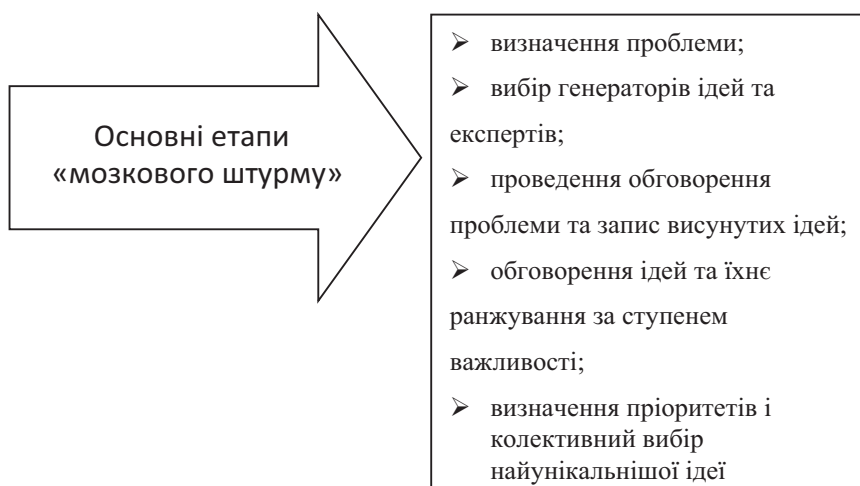 Основні етапи
«мозкового штурму»
➢ визначення проблеми;
➢ вибір генераторів ідей та
експертів;
➢ проведення обговорення
проблеми та запис висунутих ідей;
➢ обговорення ідей та їхнє
ранжування за ступенем
важливості;
➢ визначення пріоритетів і
колективний вибір
найунікальнішої ідеї